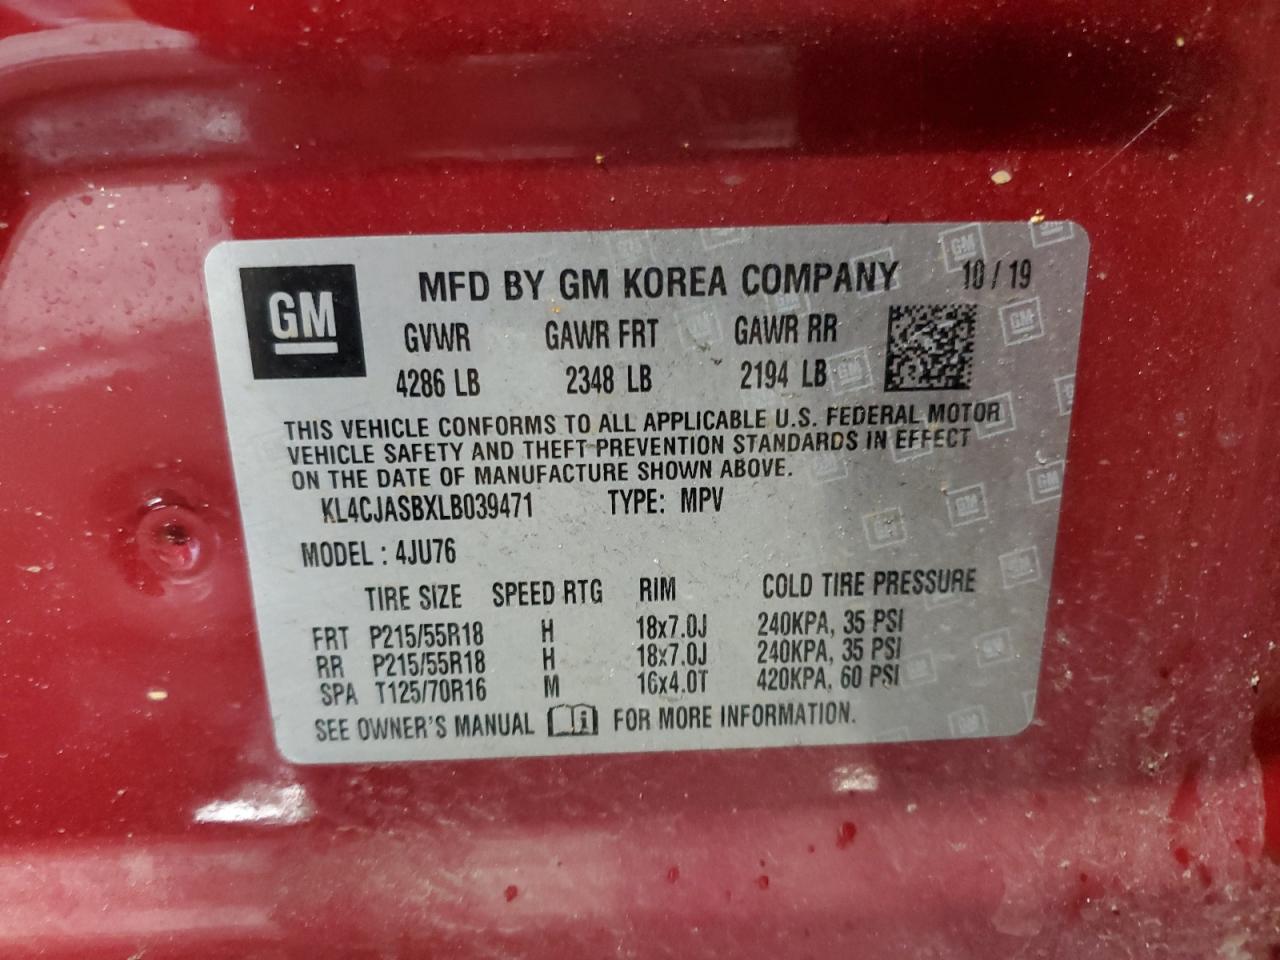 GM MFD BY GM KOREA COMPANY 10/19
GVWR GAWR FRT GAWR RR
4286 LB 2348 LB 2194 LB
THIS VEHICLE CONFORMS TO ALL APPLICABLE U.S. FEDERAL MOTOR
VEHICLE SAFETY AND THEFT PREVENTION STANDARDS IN EFFECT
ON THE DATE OF MANUFACTURE SHOWN ABOVE.
KL4CJASBXLB039471 TYPE: MPV
MODEL : 4JU76
TIRE SIZE SPEED RTG RIM COLD TIRE PRESSURE
FRT P215/55R18 H 18x7.0J 240KPA, 35 PSI
RR P215/55R18 H 18x7.0J 240KPA, 35 PSI
SPA T125/70R16 M 16x4.0T 420KPA, 60 PSI
SEE OWNER'S MANUAL i FOR MORE INFORMATION.